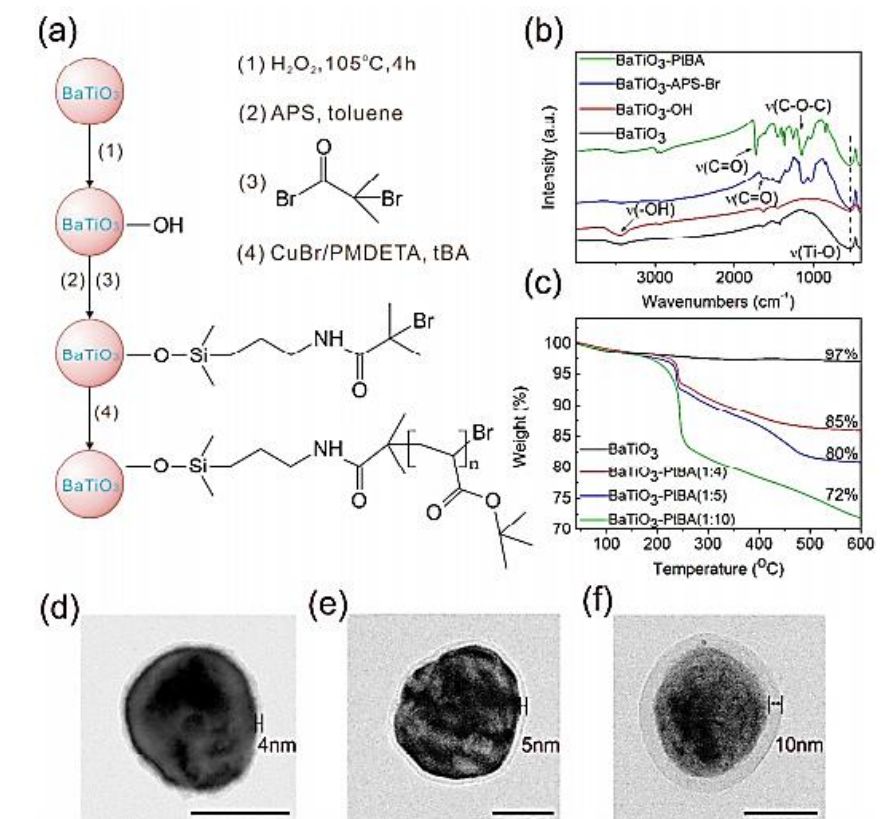 (a)
BaTiO₃
(1)
BaTiO₃
OH
(2) (3)
BaTiO₃
O Si NH O Br
(4)
BaTiO₃
O Si NH O Br n O O
(1) H₂O₂, 105°C, 4h
(2) APS, toluene
(3)
O
Br Br
(4) CuBr/PMDETA, tBA
(b)
BaTiO₃-PtBA
BaTiO₃-APS-Br
BaTiO₃-OH
BaTiO₃
ν(C-O-C)
ν(C=O)
ν(C=O)
ν(-OH)
ν(Ti-O)
Intensity (a.u.)
3000 2000 1000
Wavenumbers (cm⁻¹)
(c)
100
95
90
85
80
75
70
Weight (%)
97%
85%
80%
72%
BaTiO₃
BaTiO₃-PtBA(1:4)
BaTiO₃-PtBA(1:5)
BaTiO₃-PtBA(1:10)
100 200 300 400 500 600
Temperature (°C)
(d)
4nm
(e)
5nm
(f)
10nm